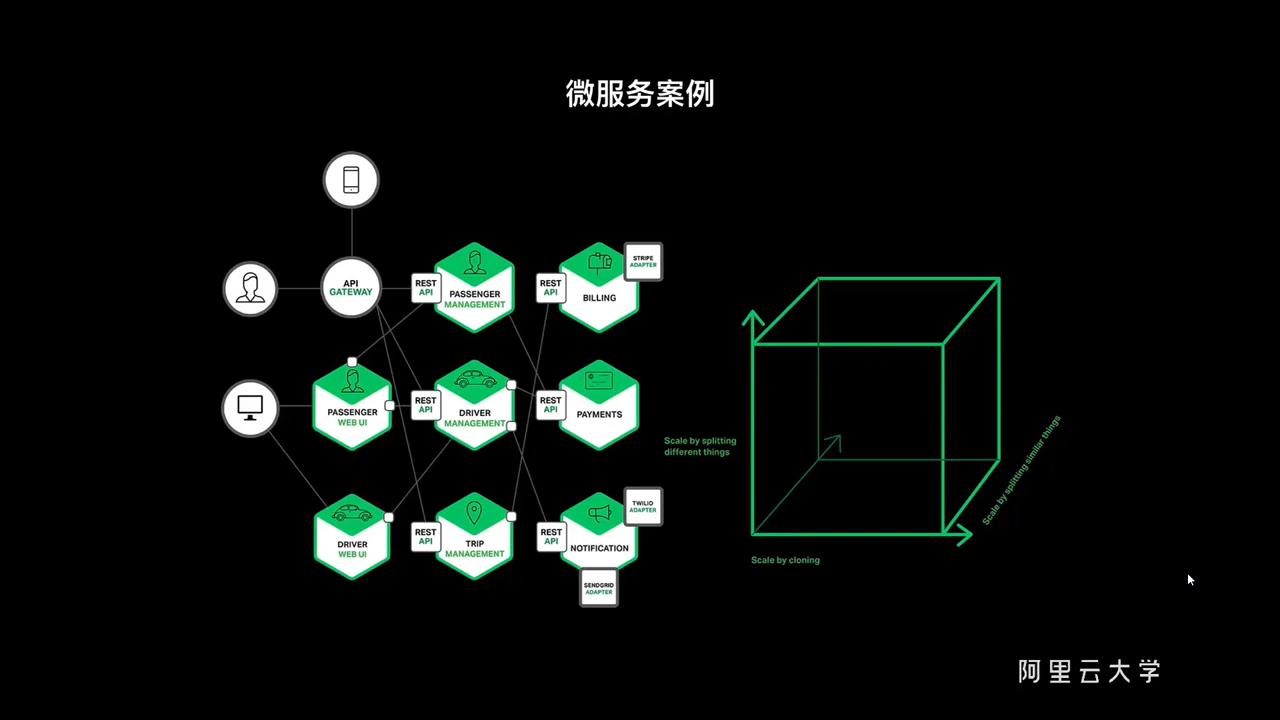 微服务案例
API
GATEWAY
REST
API
PASSENGER
MANAGEMENT
REST
API
BILLING
STRIPE
ADAPTER
PASSENGER
WEB UI
REST
API
DRIVER
MANAGEMENT
REST
API
PAYMENTS
DRIVER
WEB UI
REST
API
TRIP
MANAGEMENT
REST
API
NOTIFICATION
TWILIO
ADAPTER
SENDGRID
ADAPTER
Scale by splitting
different things
Scale by splitting similar things
Scale by cloning
阿里云大学